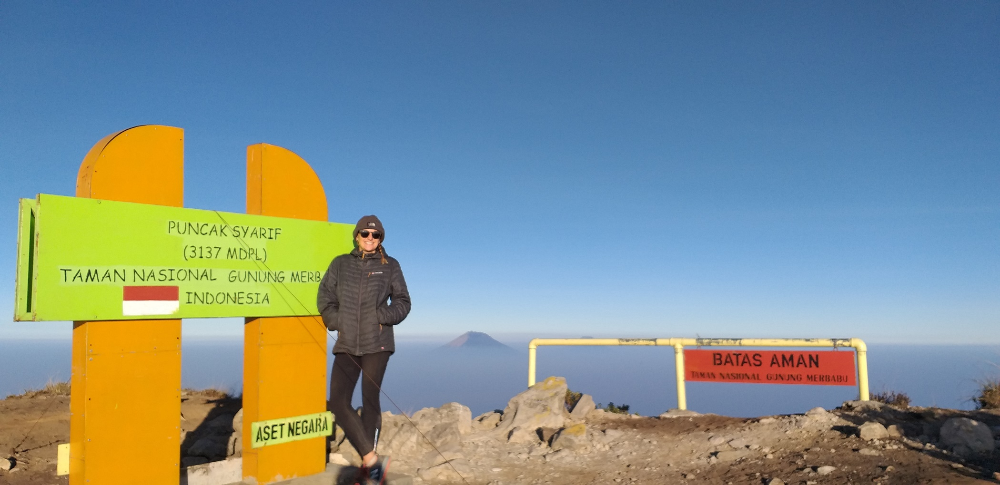 PUNCAK SYARIF
(3137 MDPL)
TAMAN NASIONAL GUNUNG MERB
INDONESIA
ASET NEGARA
BATAS AMAN
TAMAN NASIONAL GUNUNG MERBABU